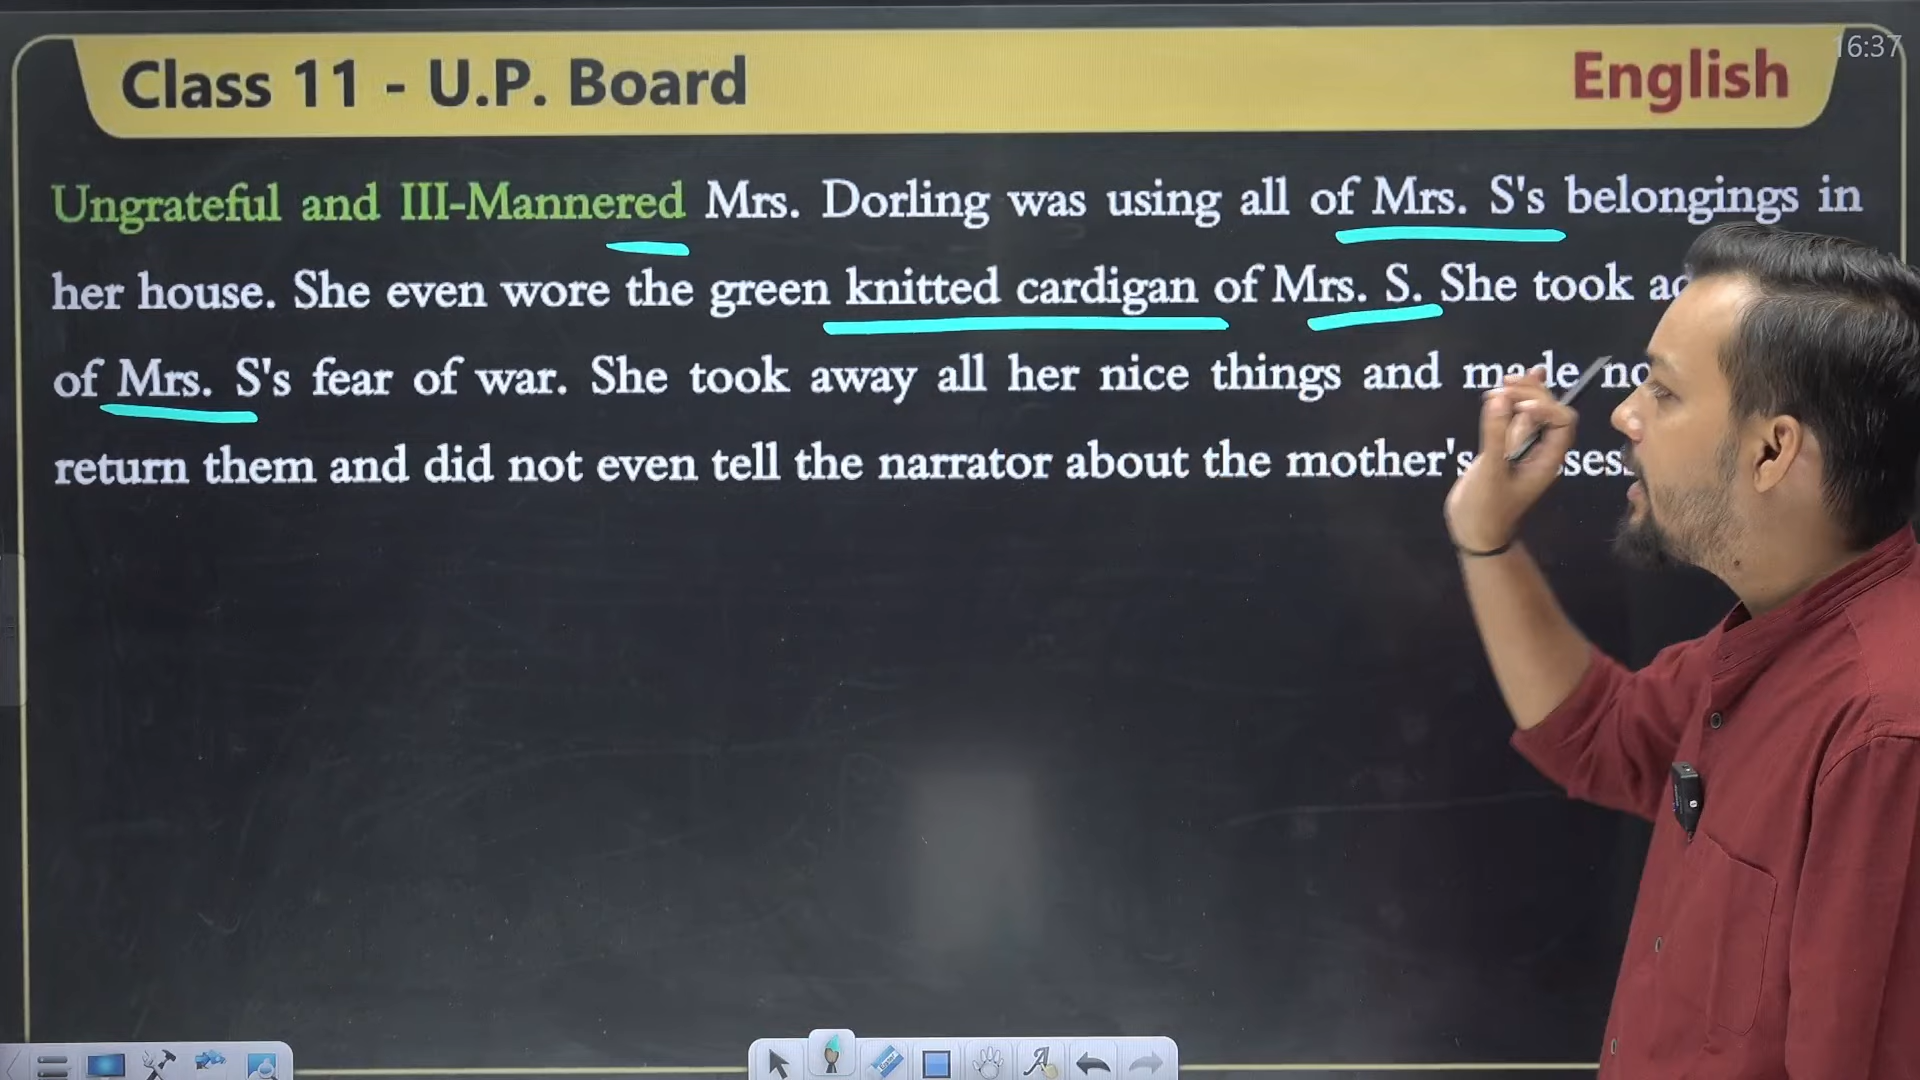 16:37
Class 11 - U.P. Board English
Ungrateful and III-Mannered Mrs. Dorling was using all of Mrs. S's belongings in
her house. She even wore the green knitted cardigan of Mrs. S. She took
of Mrs. S's fear of war. She took away all her nice things and made
return them and did not even tell the narrator about the mother's